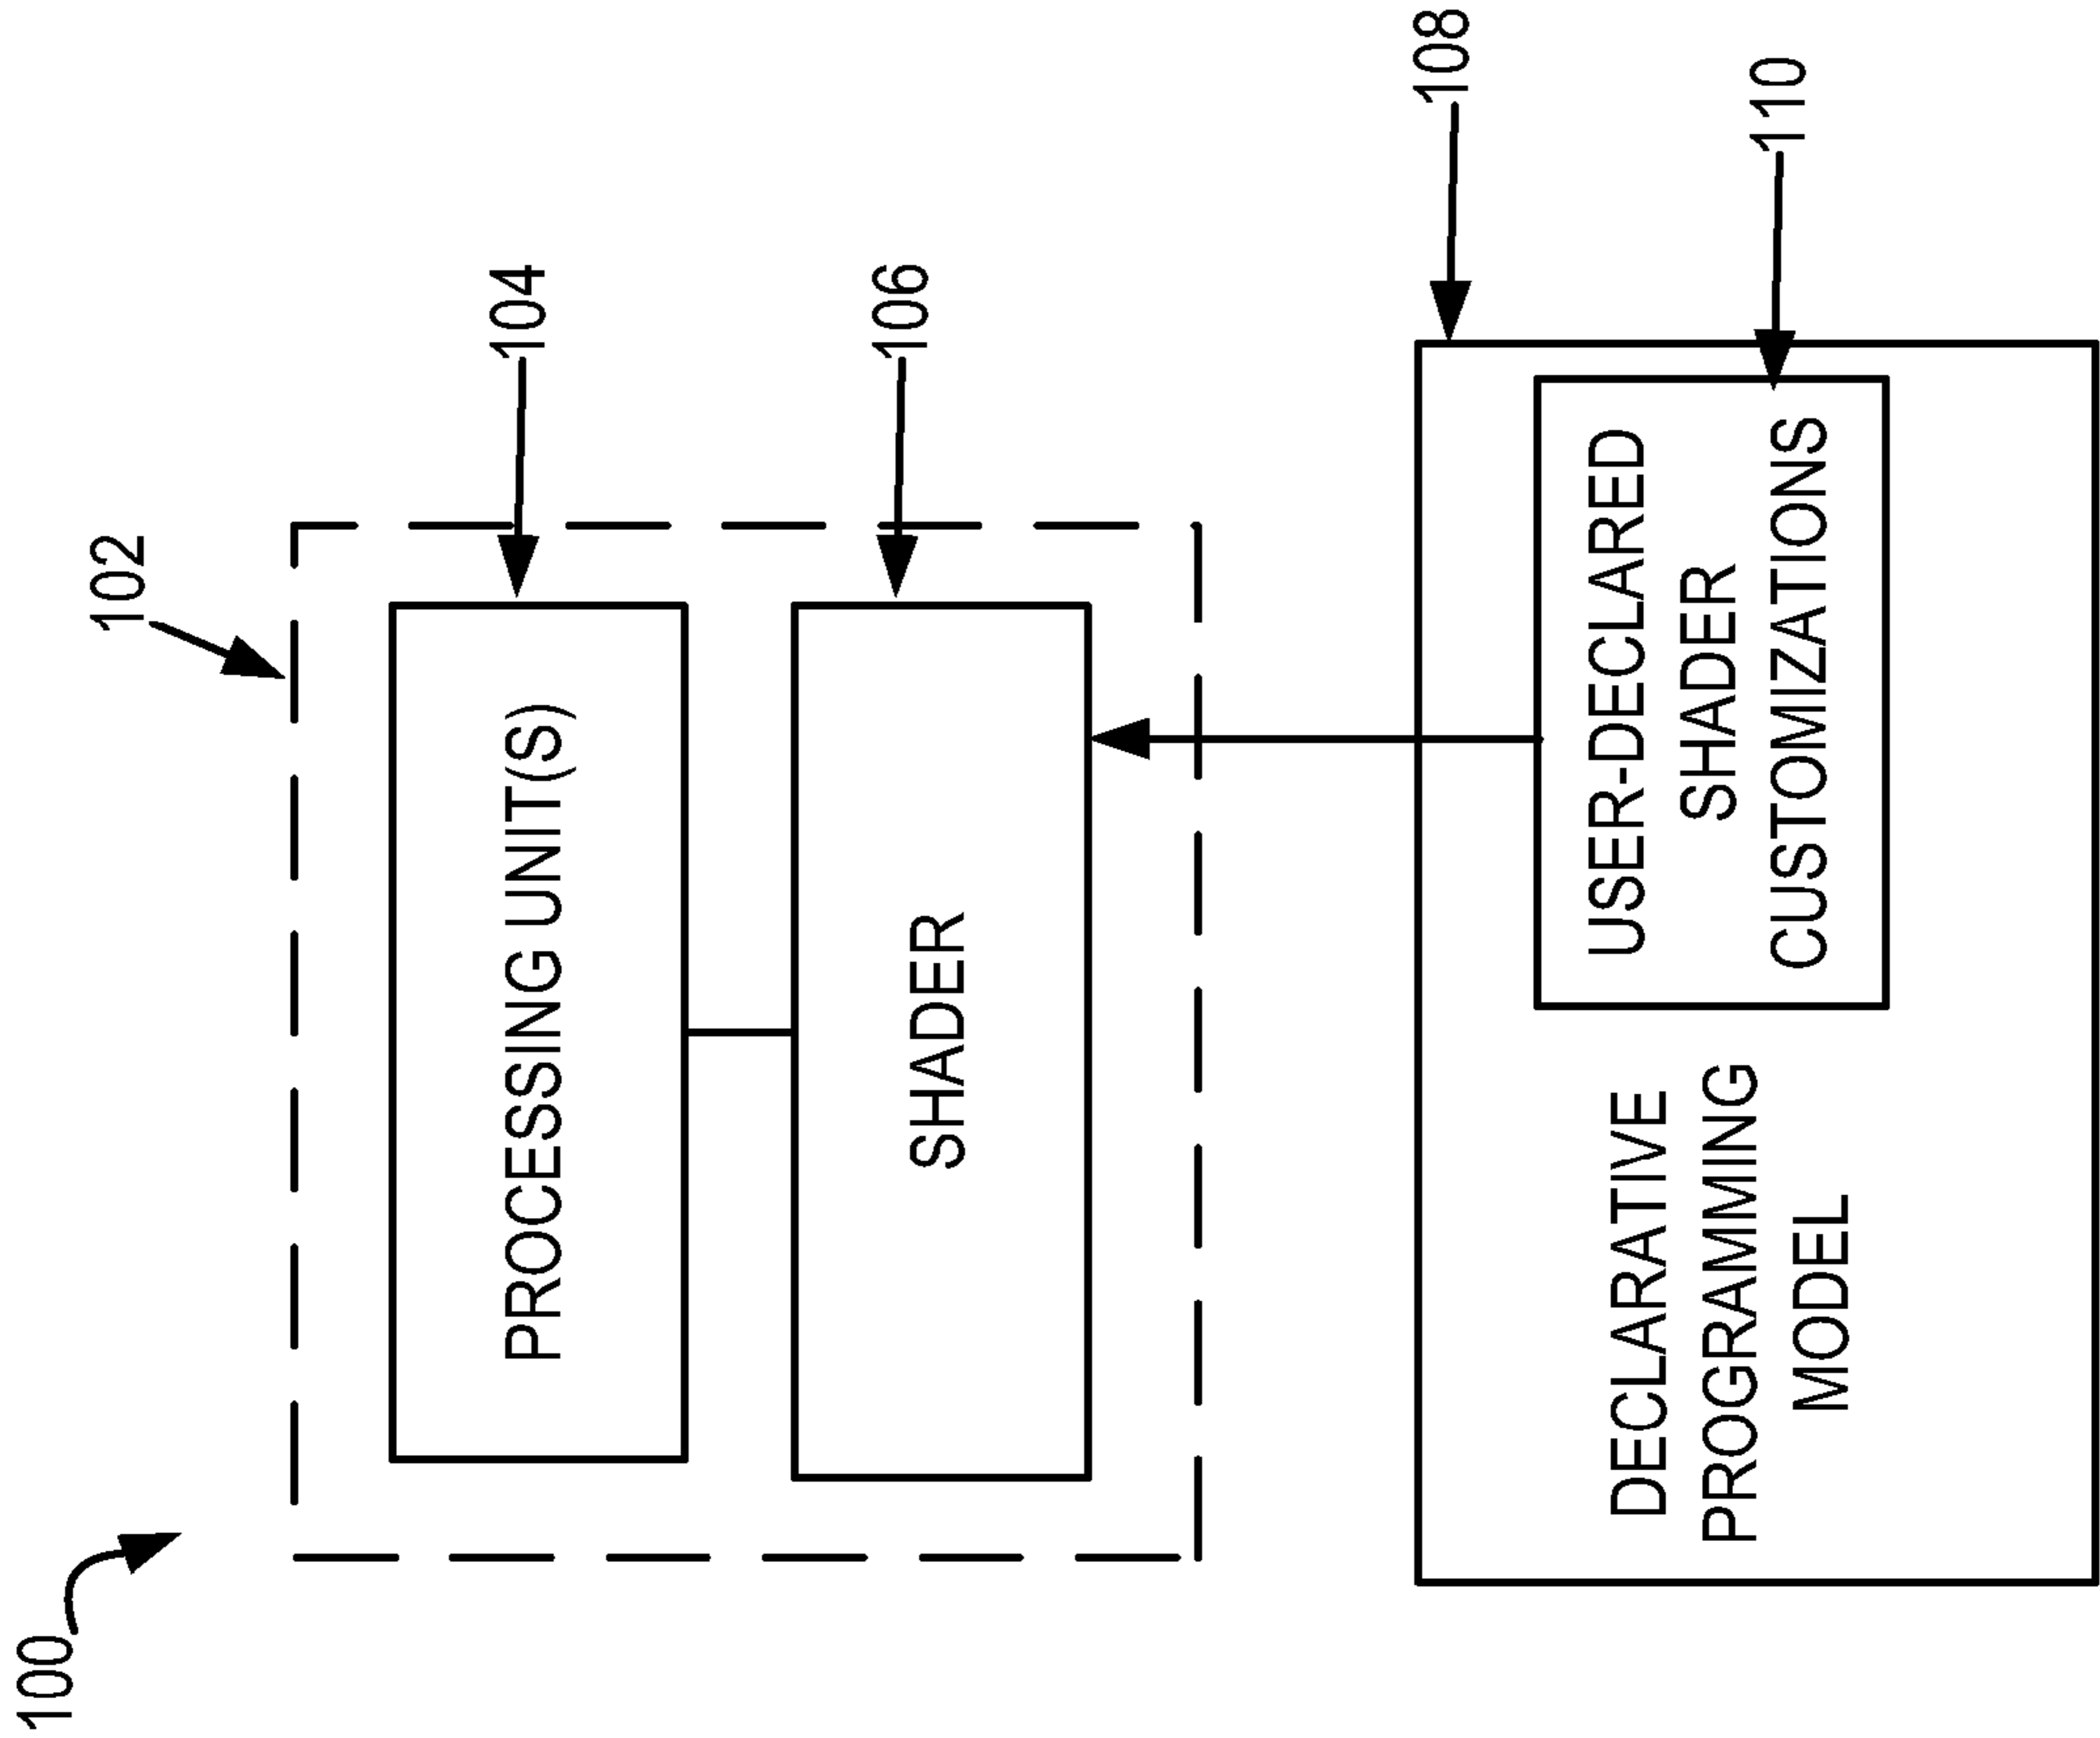 100
102
PROCESSING UNIT(S)
104
SHADER
106
108
DECLARATIVE
PROGRAMMING
MODEL
USER-DECLARED
SHADER
CUSTOMIZATIONS
110